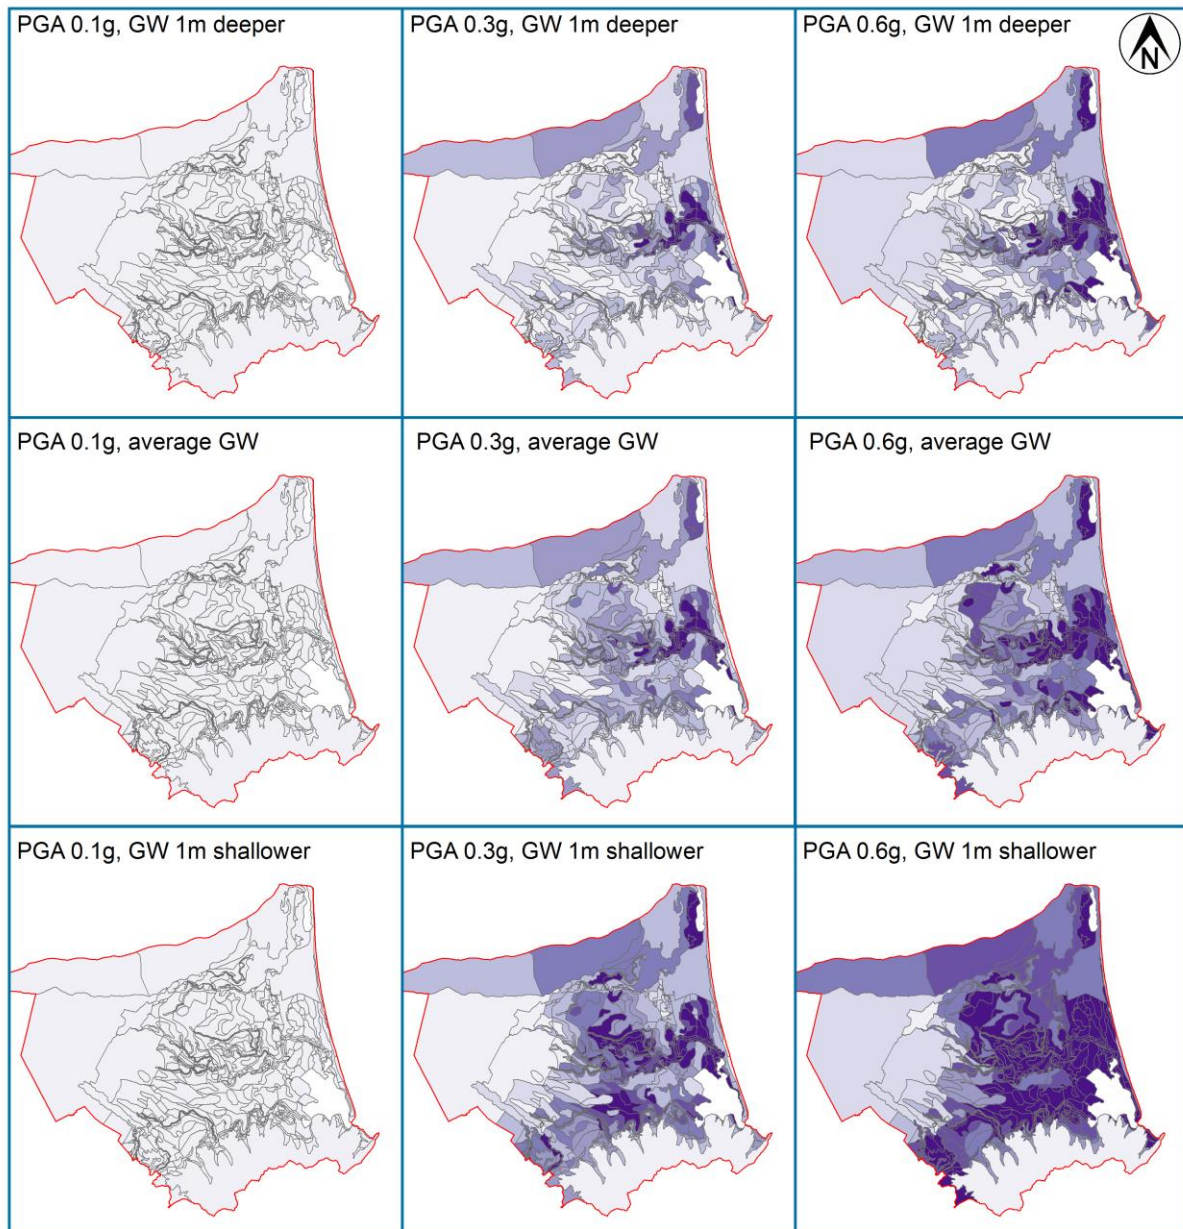 PGA 0.1g, GW 1m deeper
PGA 0.3g, GW 1m deeper
PGA 0.6g, GW 1m deeper
N
PGA 0.1g, average GW
PGA 0.3g, average GW
PGA 0.6g, average GW
PGA 0.1g, GW 1m shallower
PGA 0.3g, GW 1m shallower
PGA 0.6g, GW 1m shallower